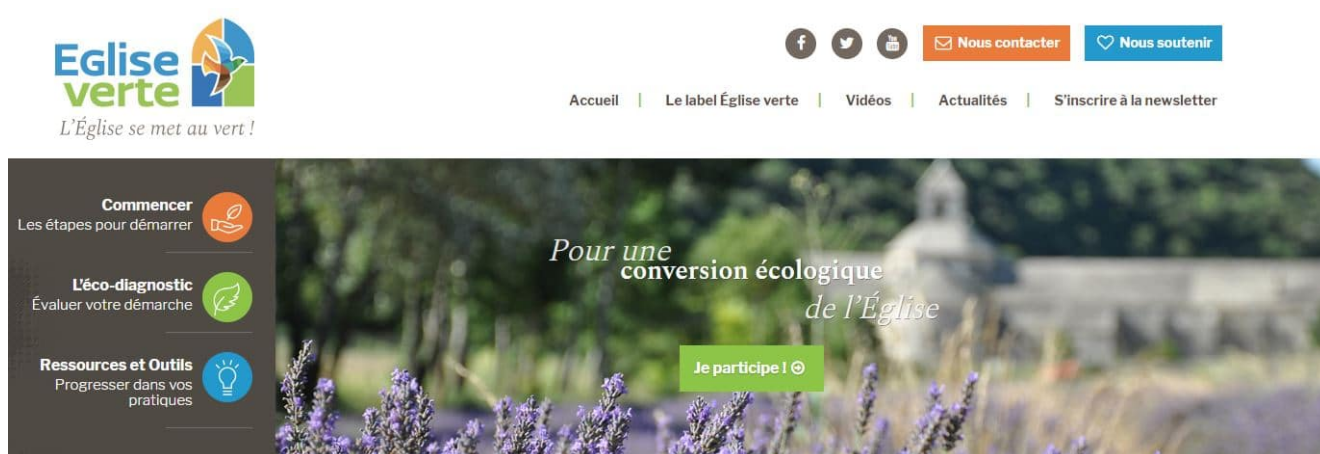 Eglise
verte
L'Église se met au vert !
Nous contacter
Nous soutenir
Accueil | Le label Église verte | Vidéos | Actualités | S'inscrire à la newsletter
Commencer
Les étapes pour démarrer
L'éco-diagnostic
Évaluer votre démarche
Ressources et Outils
Progresser dans vos
pratiques
Pour une
conversion écologique
de l'Église
Je participe !